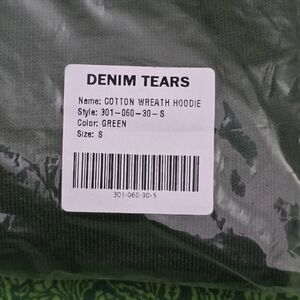 DENIM TEARS
Name: COTTON WREATH HOODIE
Style: 301-060-30-S
Color: GREEN
Size: S
301-060-30-S